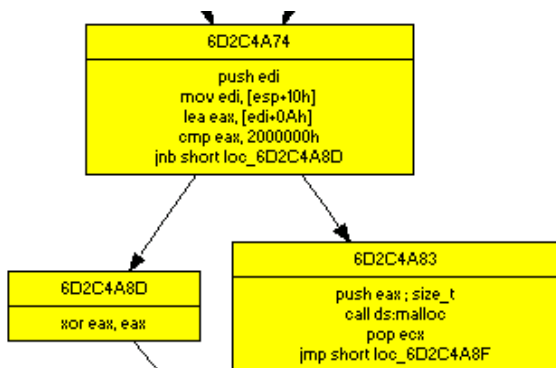 6D2C4A74
push edi
mov edi, [esp+10h]
lea eax, [edi+0Ah]
cmp eax, 2000000h
jnb short loc_6D2C4A8D
6D2C4A8D
xor eax, eax
6D2C4A83
push eax ; size_t
call ds:malloc
pop ecx
jmp short loc_6D2C4A8F